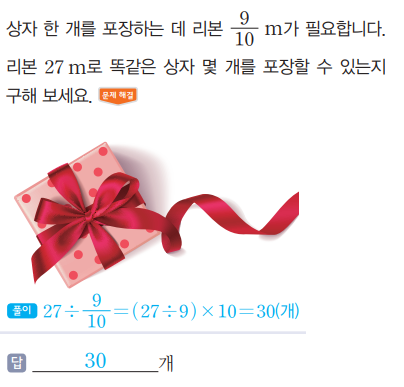 상자 한 개를 포장하는 데 리본 9/10 m가 필요합니다.
리본 27 m로 똑같은 상자 몇 개를 포장할 수 있는지
구해 보세요. 문제 해결
풀이 27÷9/10=(27÷9)×10=30(개)
답 30 개